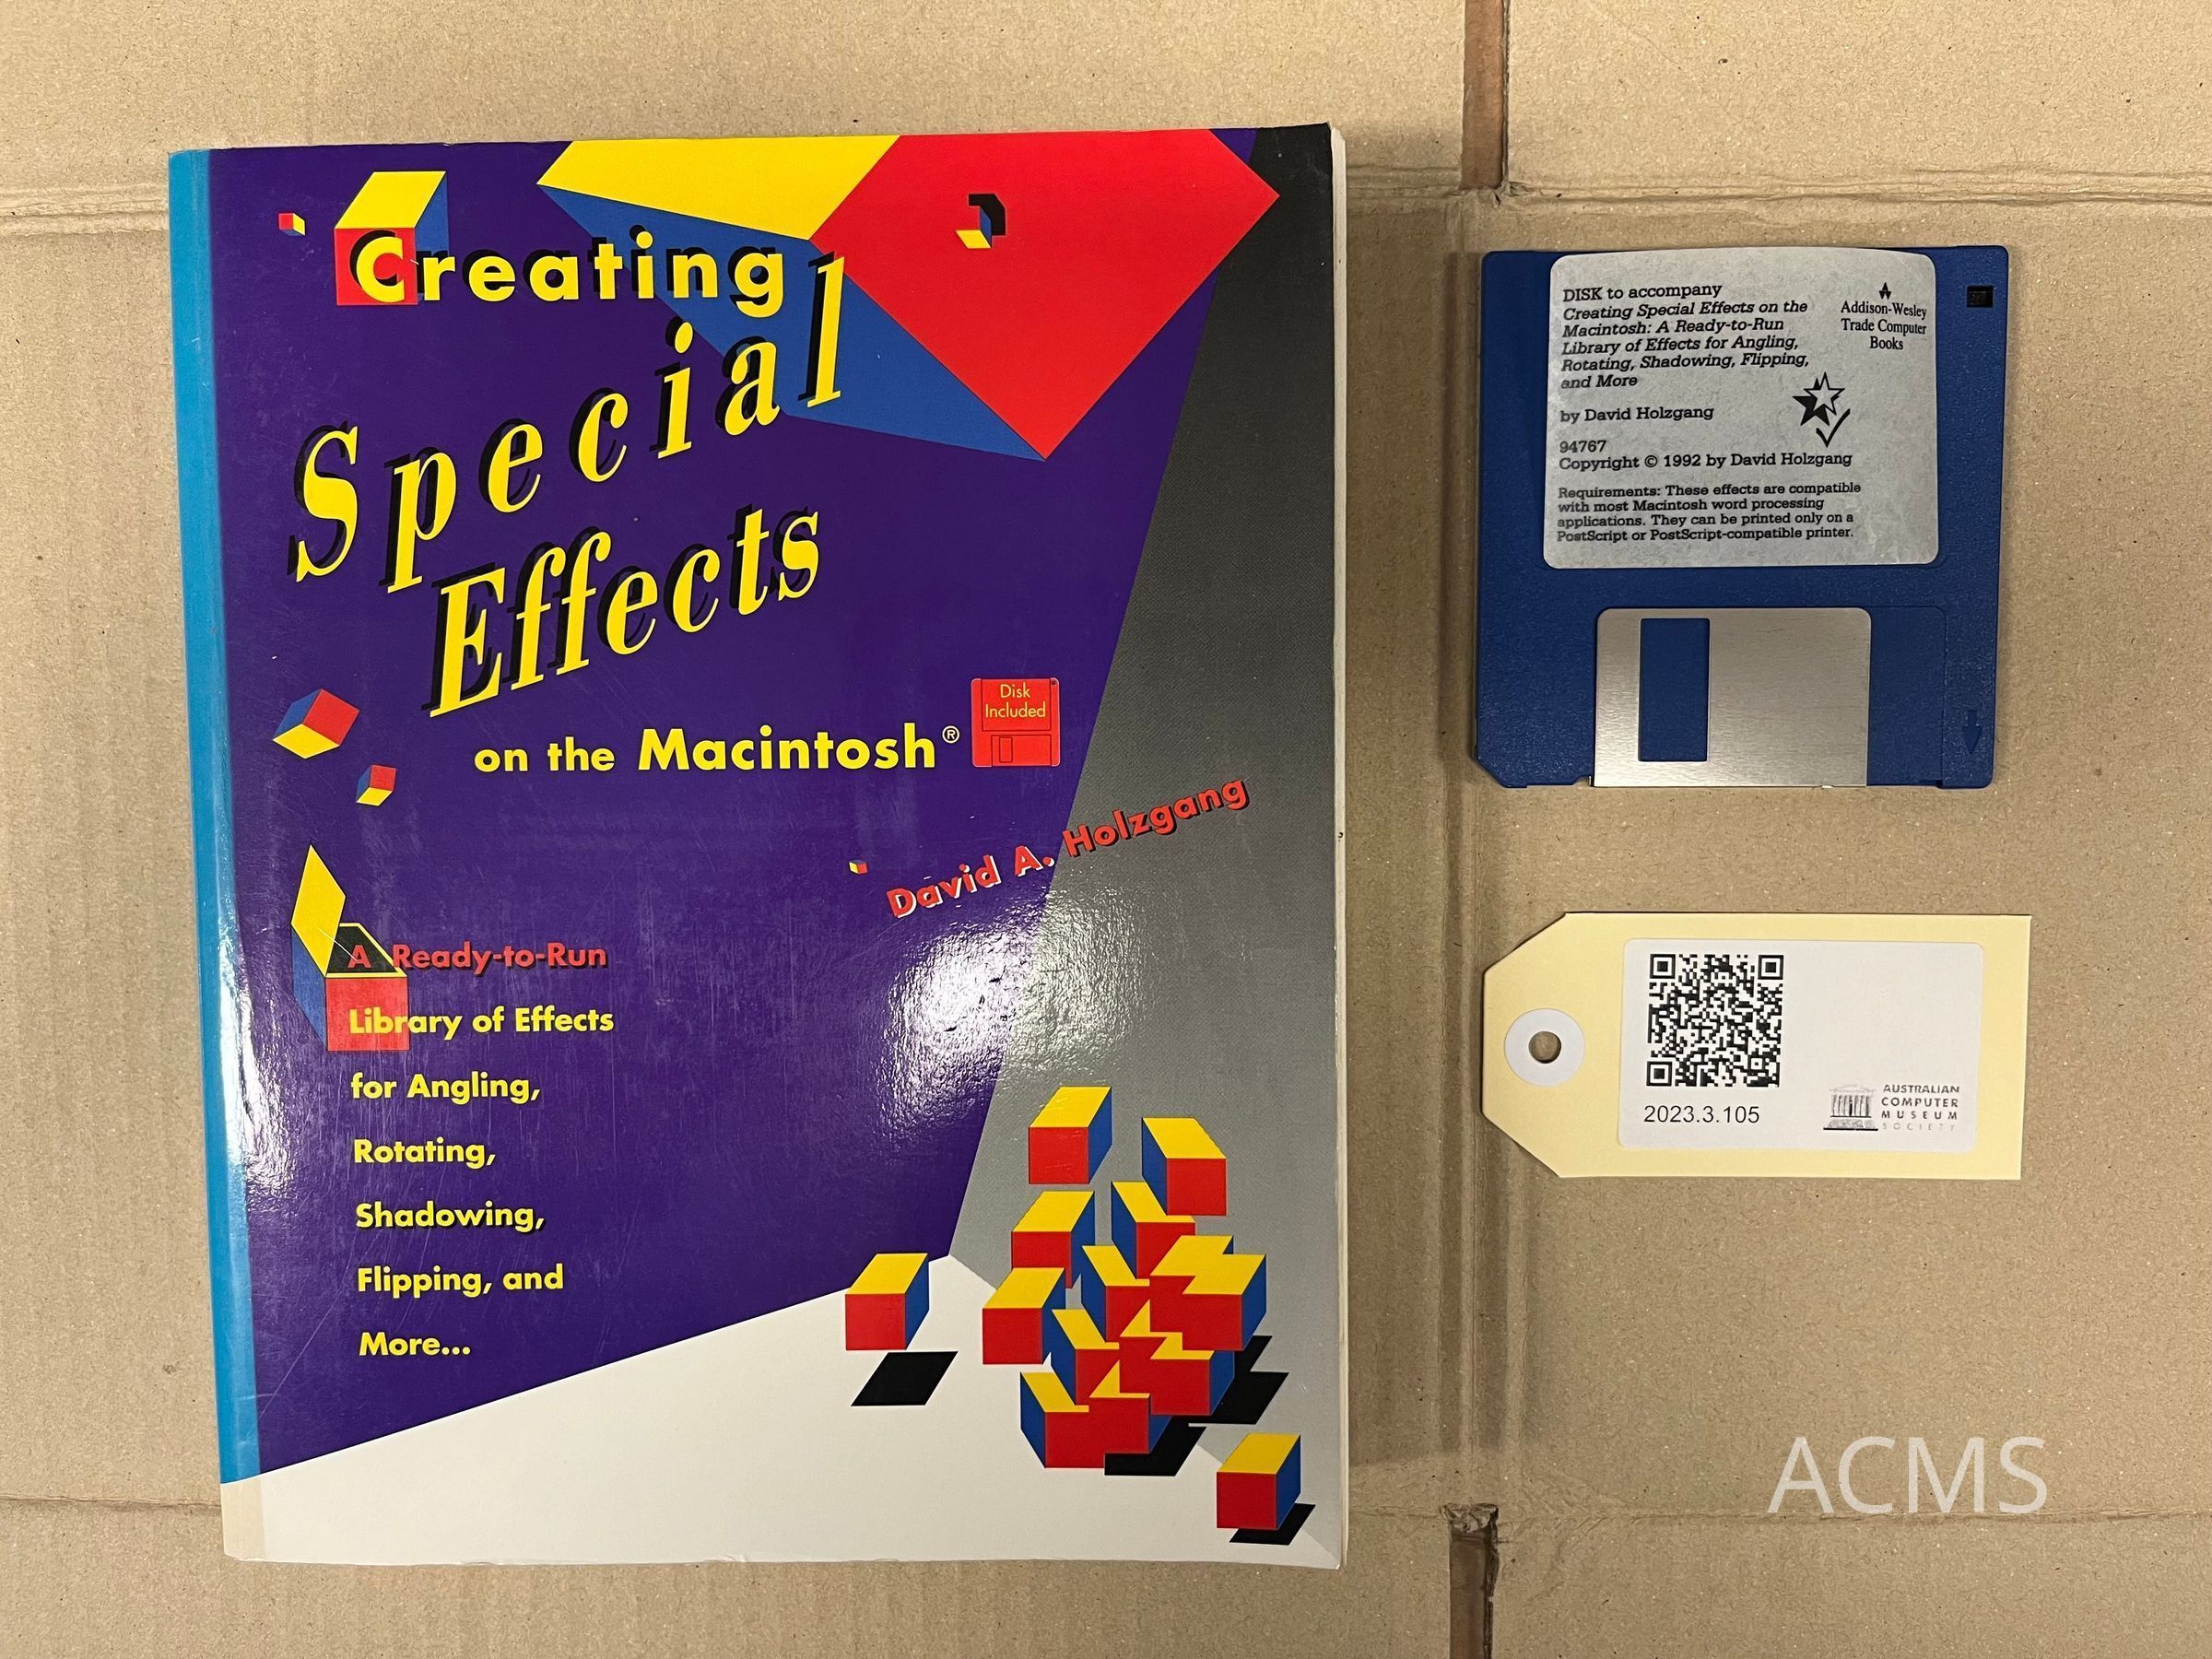 Creating
Special
Effects
on the Macintosh®
Disk
Included
David A. Holzgang
A Ready-to-Run
Library of Effects
for Angling,
Rotating,
Shadowing,
Flipping, and
More...
DISK to accompany
Creating Special Effects on the
Macintosh: A Ready-to-Run
Library of Effects for Angling,
Rotating, Shadowing, Flipping,
and More
by David Holzgang
94767
Copyright © 1992 by David Holzgang
Requirements: These effects are compatible
with most Macintosh word processing
applications. They can be printed only on a
PostScript or PostScript-compatible printer.
Addison-Wesley
Trade Computer
Books
2023.3.105
AUSTRALIAN
COMPUTER
MUSEUM
SOCIETY
ACMS